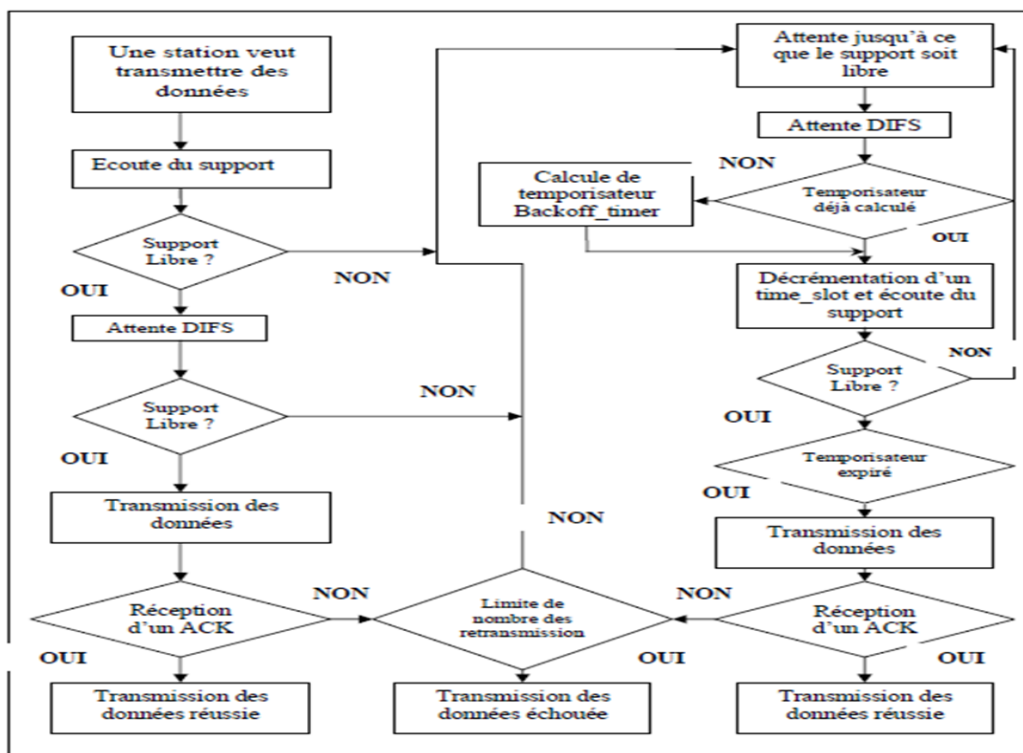 Une station veut
transmettre des
données
Ecoute du support
Support
Libre ?
NON
OUI
Attente DIFS
Support
Libre ?
NON
OUI
Transmission des
données
Réception
d'un ACK
NON
OUI
Transmission des
données réussie
NON
Limite de
nombre des
retransmission
OUI
Transmission des
données échouée
Attente jusqu'à ce
que le support soit
libre
Attente DIFS
NON
Temporisateur
déjà calculé
Calcule de
temporisateur
Backoff_timer
OUI
Décrémentation d'un
time_slot et écoute du
support
NON
Support
Libre ?
OUI
Temporisateur
expiré
OUI
Transmission des
données
NON
Réception
d'un ACK
OUI
Transmission des
données réussie